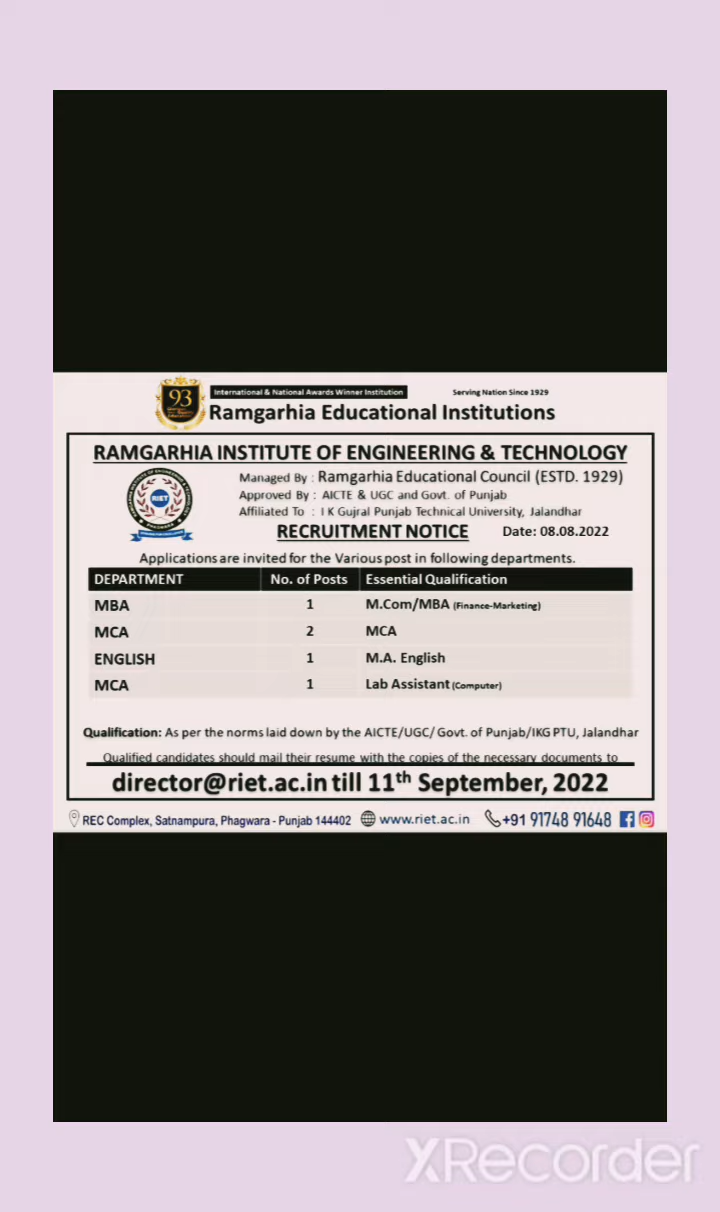 93
International & National Awards Winner Institution
Serving Nation Since 1929
Ramgarhia Educational Institutions
RAMGARHIA INSTITUTE OF ENGINEERING & TECHNOLOGY
RIET
Managed By : Ramgarhia Educational Council (ESTD. 1929)
Approved By : AICTE & UGC and Govt. of Punjab
Affiliated To : I K Gujral Punjab Technical University, Jalandhar
RECRUITMENT NOTICE Date: 08.08.2022
Applications are invited for the Various post in following departments.
DEPARTMENT No. of Posts Essential Qualification
MBA 1 M.Com/MBA (Finance-Marketing)
MCA 2 MCA
ENGLISH 1 M.A. English
MCA 1 Lab Assistant (Computer)
Qualification: As per the norms laid down by the AICTE/UGC/ Govt. of Punjab/IKG PTU, Jalandhar
Qualified candidates should mail their resume with the copies of the necessary documents to
director@riet.ac.in till 11th September, 2022
REC Complex, Satnampura, Phagwara - Punjab 144402 www.riet.ac.in +91 91748 91648
XRecorder